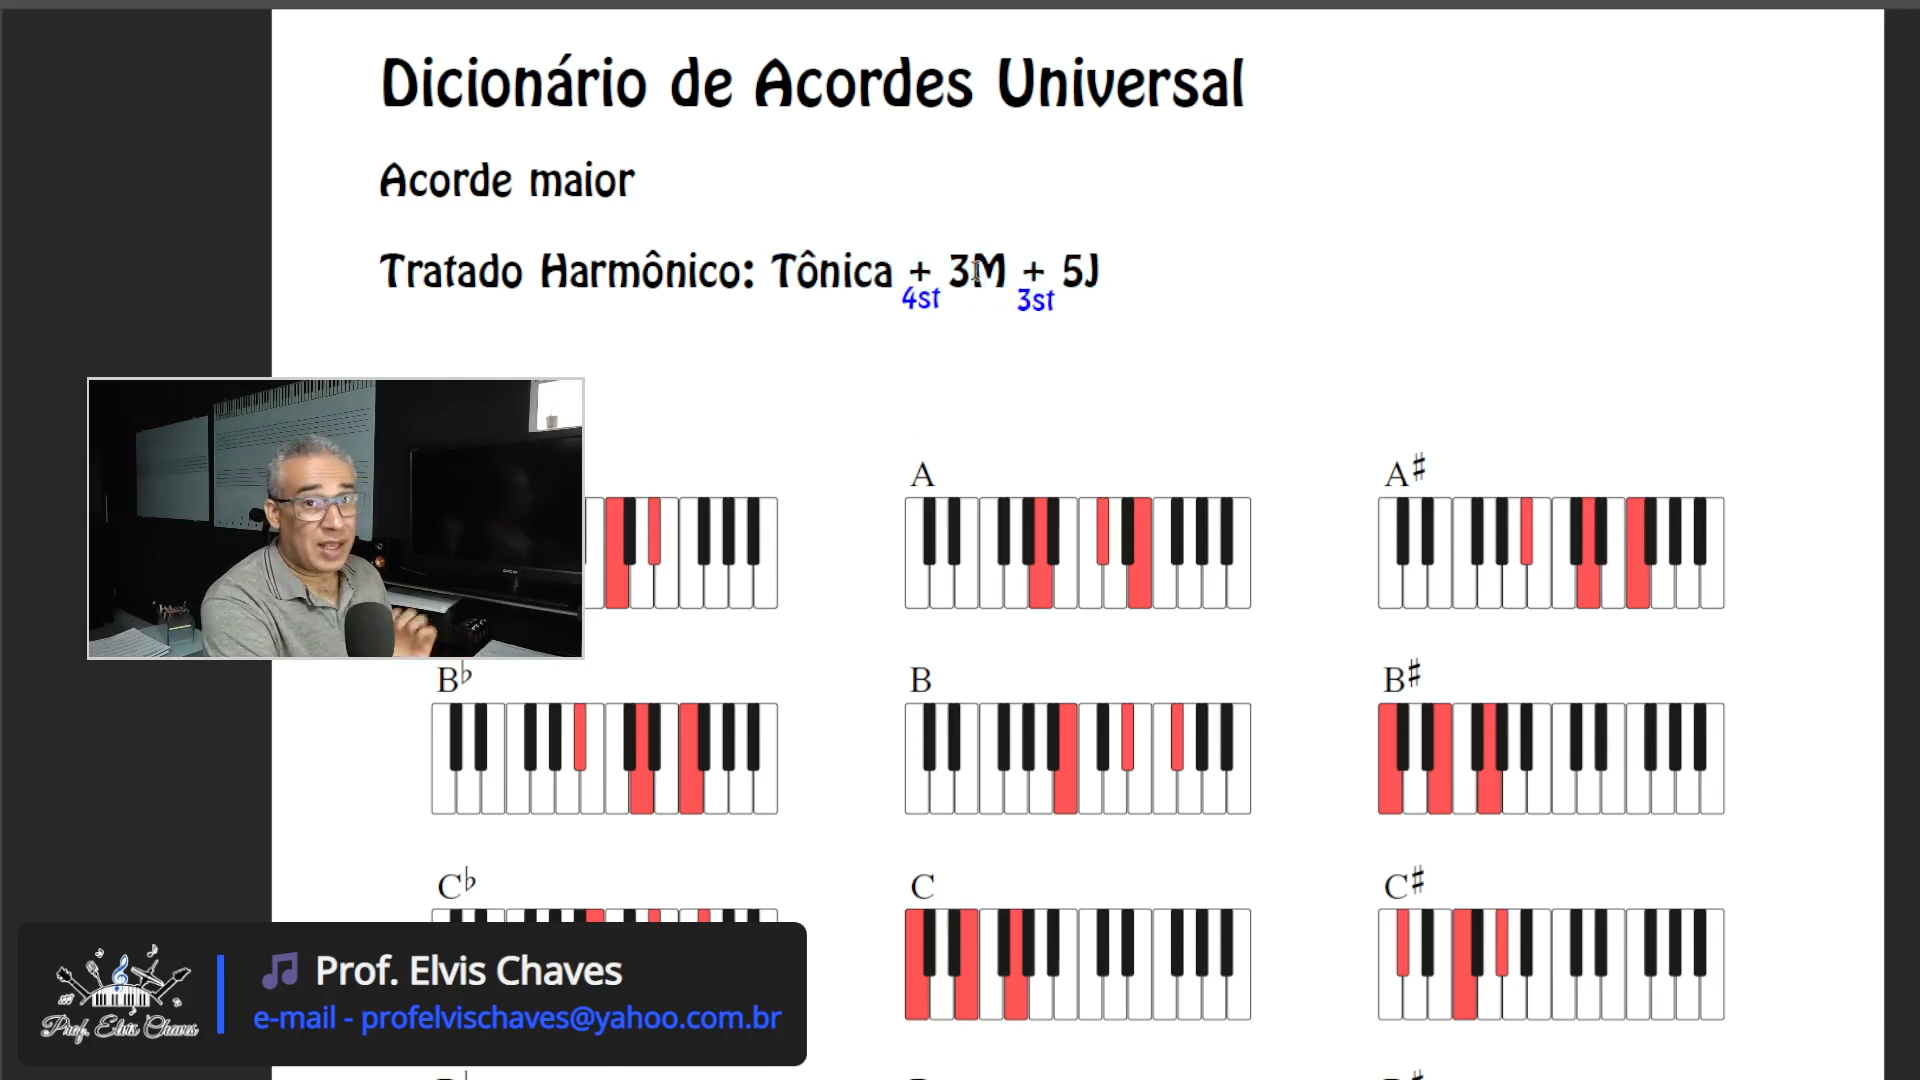 Dicionário de Acordes Universal
Acorde maior
Tratado Harmônico: Tônica + 3M + 5J
4st 3st
A A♯
B♭ B B♯
C♭ C C♯
Prof. Elvis Chaves
Prof. Elvis Chaves
e-mail - profelvischaves@yahoo.com.br